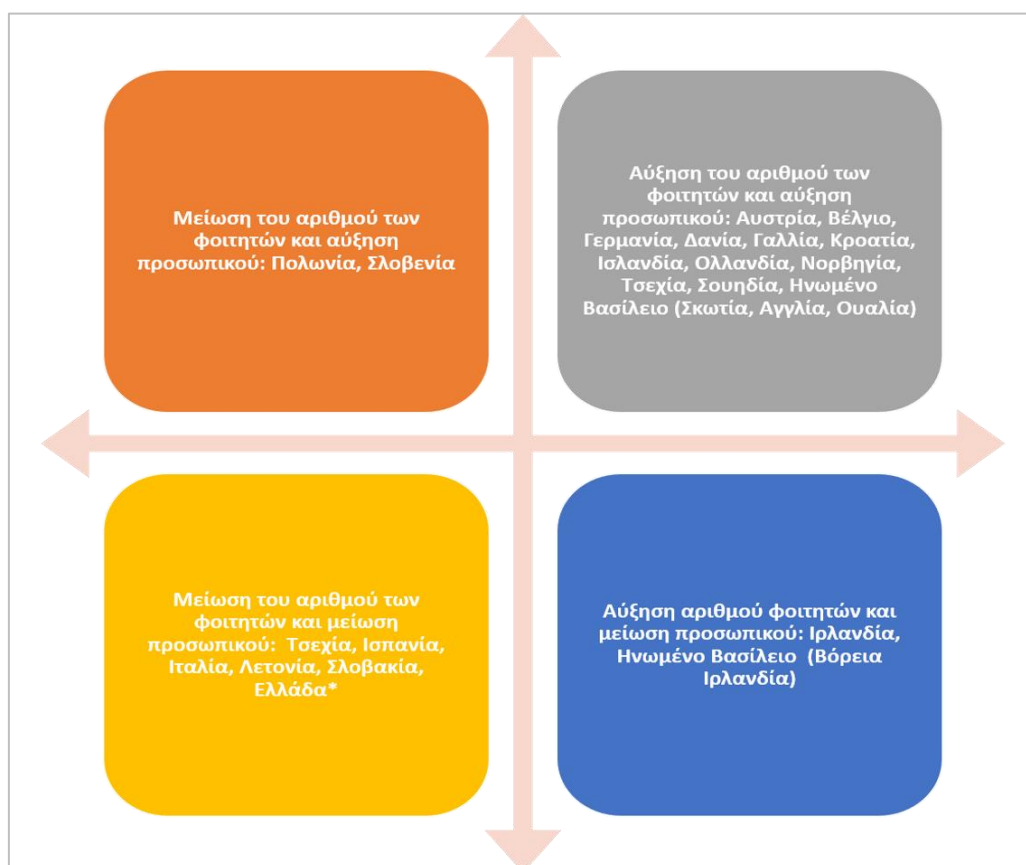 Μείωση του αριθμού των
φοιτητών και αύξηση
προσωπικού: Πολωνία, Σλοβενία
Αύξηση του αριθμού των
φοιτητών και αύξηση
προσωπικού: Αυστρία, Βέλγιο,
Γερμανία, Δανία, Γαλλία, Κροατία,
Ισλανδία, Ολλανδία, Νορβηγία,
Τσεχία, Σουηδία, Ηνωμένο
Βασίλειο (Σκωτία, Αγγλία, Ουαλία)
Μείωση του αριθμού των
φοιτητών και μείωση
προσωπικού: Τσεχία, Ισπανία,
Ιταλία, Λετονία, Σλοβακία,
Ελλάδα*
Αύξηση αριθμού φοιτητών και
μείωση προσωπικού: Ιρλανδία,
Ηνωμένο Βασίλειο (Βόρεια
Ιρλανδία)